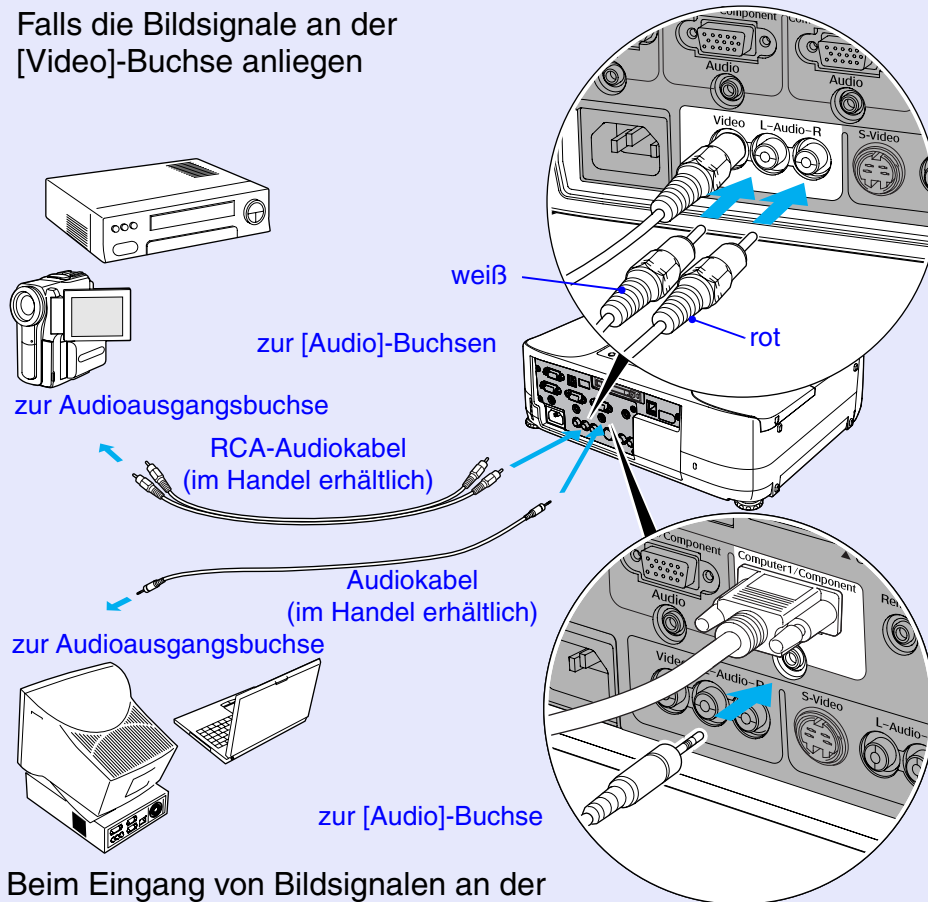 Falls die Bildsignale an der
[Video]-Buchse anliegen
Component
Audio
Audio
Video
L-Audio-R
S-Video
weiß
rot
zur [Audio]-Buchsen
zur Audioausgangsbuchse
RCA-Audiokabel
(im Handel erhältlich)
Audiokabel
(im Handel erhältlich)
zur Audioausgangsbuchse
Component
Computer1/Component
Audio
S-Video
zur [Audio]-Buchse
Beim Eingang von Bildsignalen an der